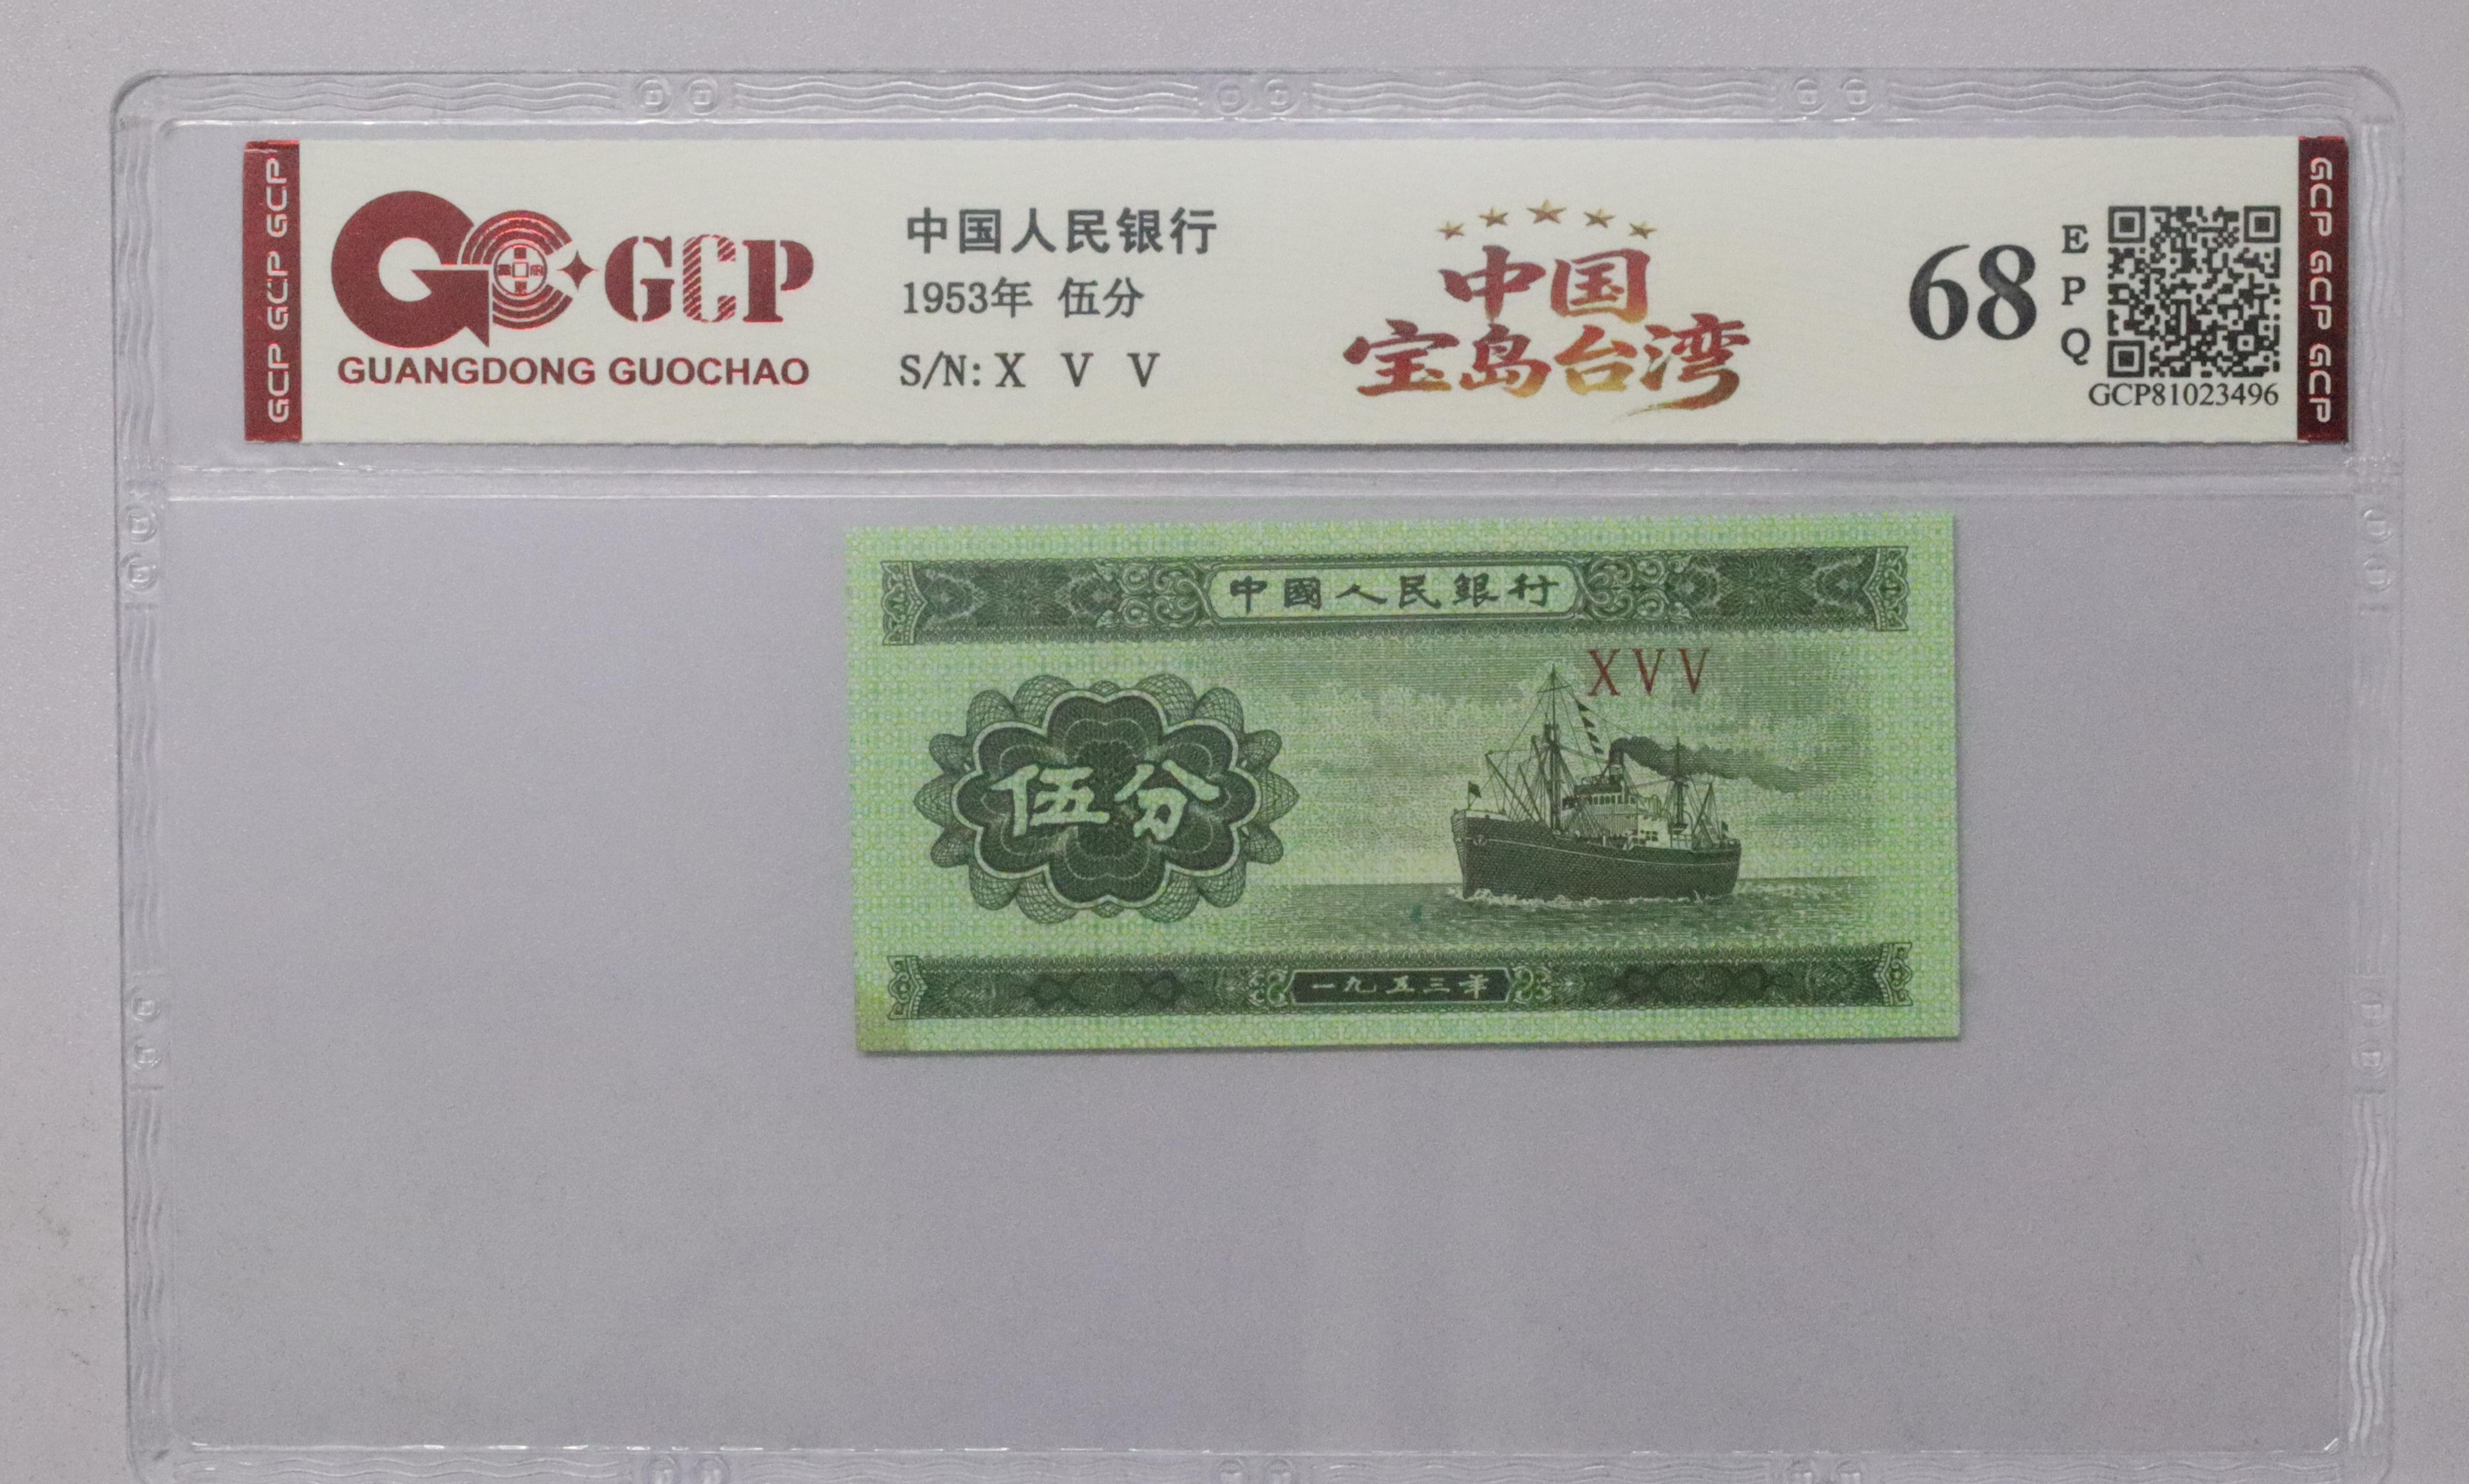 GCP GCP GCP
GCP
GUANGDONG GUOCHAO
中国人民银行
1953年 伍分
S/N: X V V
中国
宝岛台湾
68
E
P
Q
GCP81023496
GCP GCP GCP
中國人民銀行
XVV
伍分
一九五三年